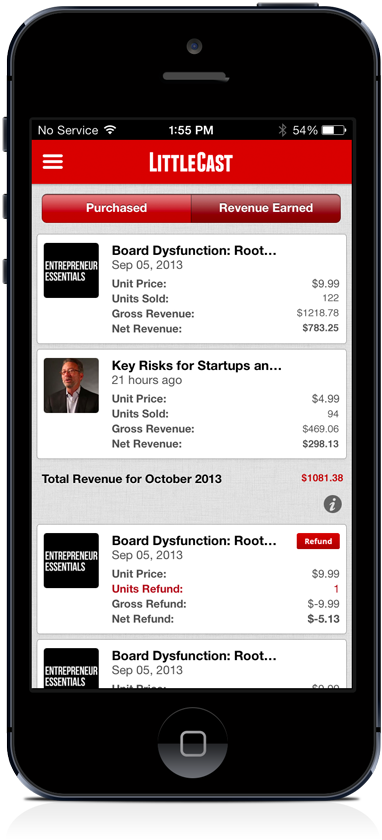 No Service 1:55 PM 54%
LITTLECAST
Purchased Revenue Earned
ENTREPRENEUR
ESSENTIALS
Board Dysfunction: Root...
Sep 05, 2013
Unit Price: $9.99
Units Sold: 122
Gross Revenue: $1218.78
Net Revenue: $783.25
Key Risks for Startups an...
21 hours ago
Unit Price: $4.99
Units Sold: 94
Gross Revenue: $469.06
Net Revenue: $298.13
Total Revenue for October 2013 $1081.38
i
ENTREPRENEUR
ESSENTIALS
Board Dysfunction: Root... Refund
Sep 05, 2013
Unit Price: $9.99
Units Refund: 1
Gross Refund: $-9.99
Net Refund: $-5.13
ENTREPRENEUR
ESSENTIALS
Board Dysfunction: Root...
Sep 05, 2013
Unit Price: $9.99